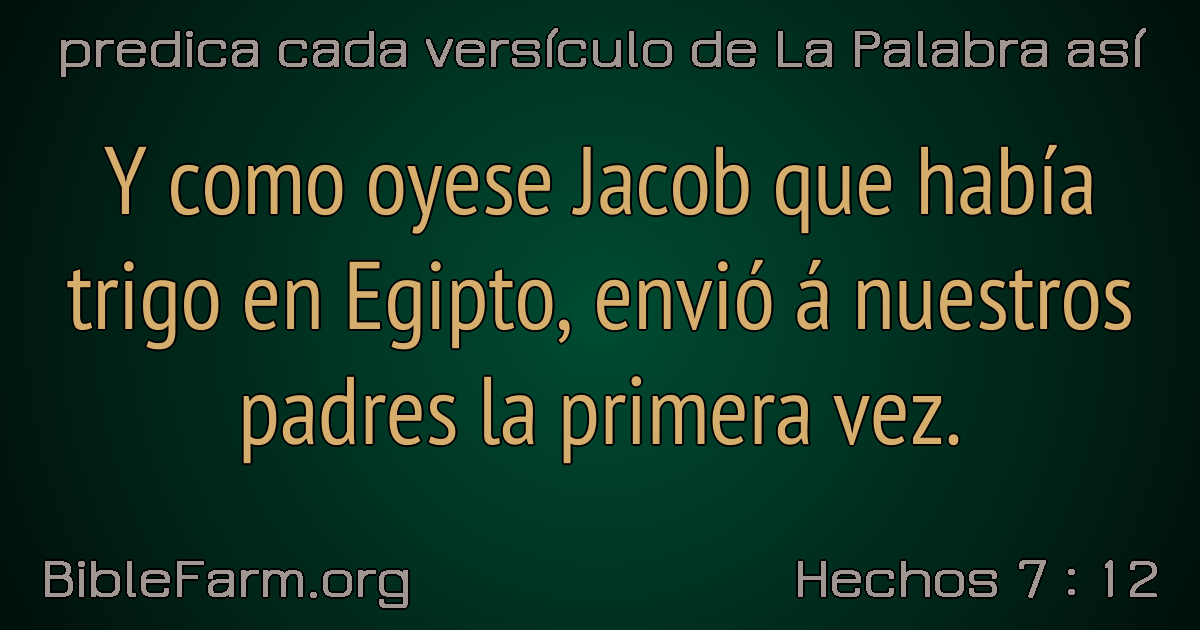 predica cada versículo de La Palabra así
Y como oyese Jacob que había
trigo en Egipto, envió á nuestros
padres la primera vez.
BibleFarm.org
Hechos 7 : 12